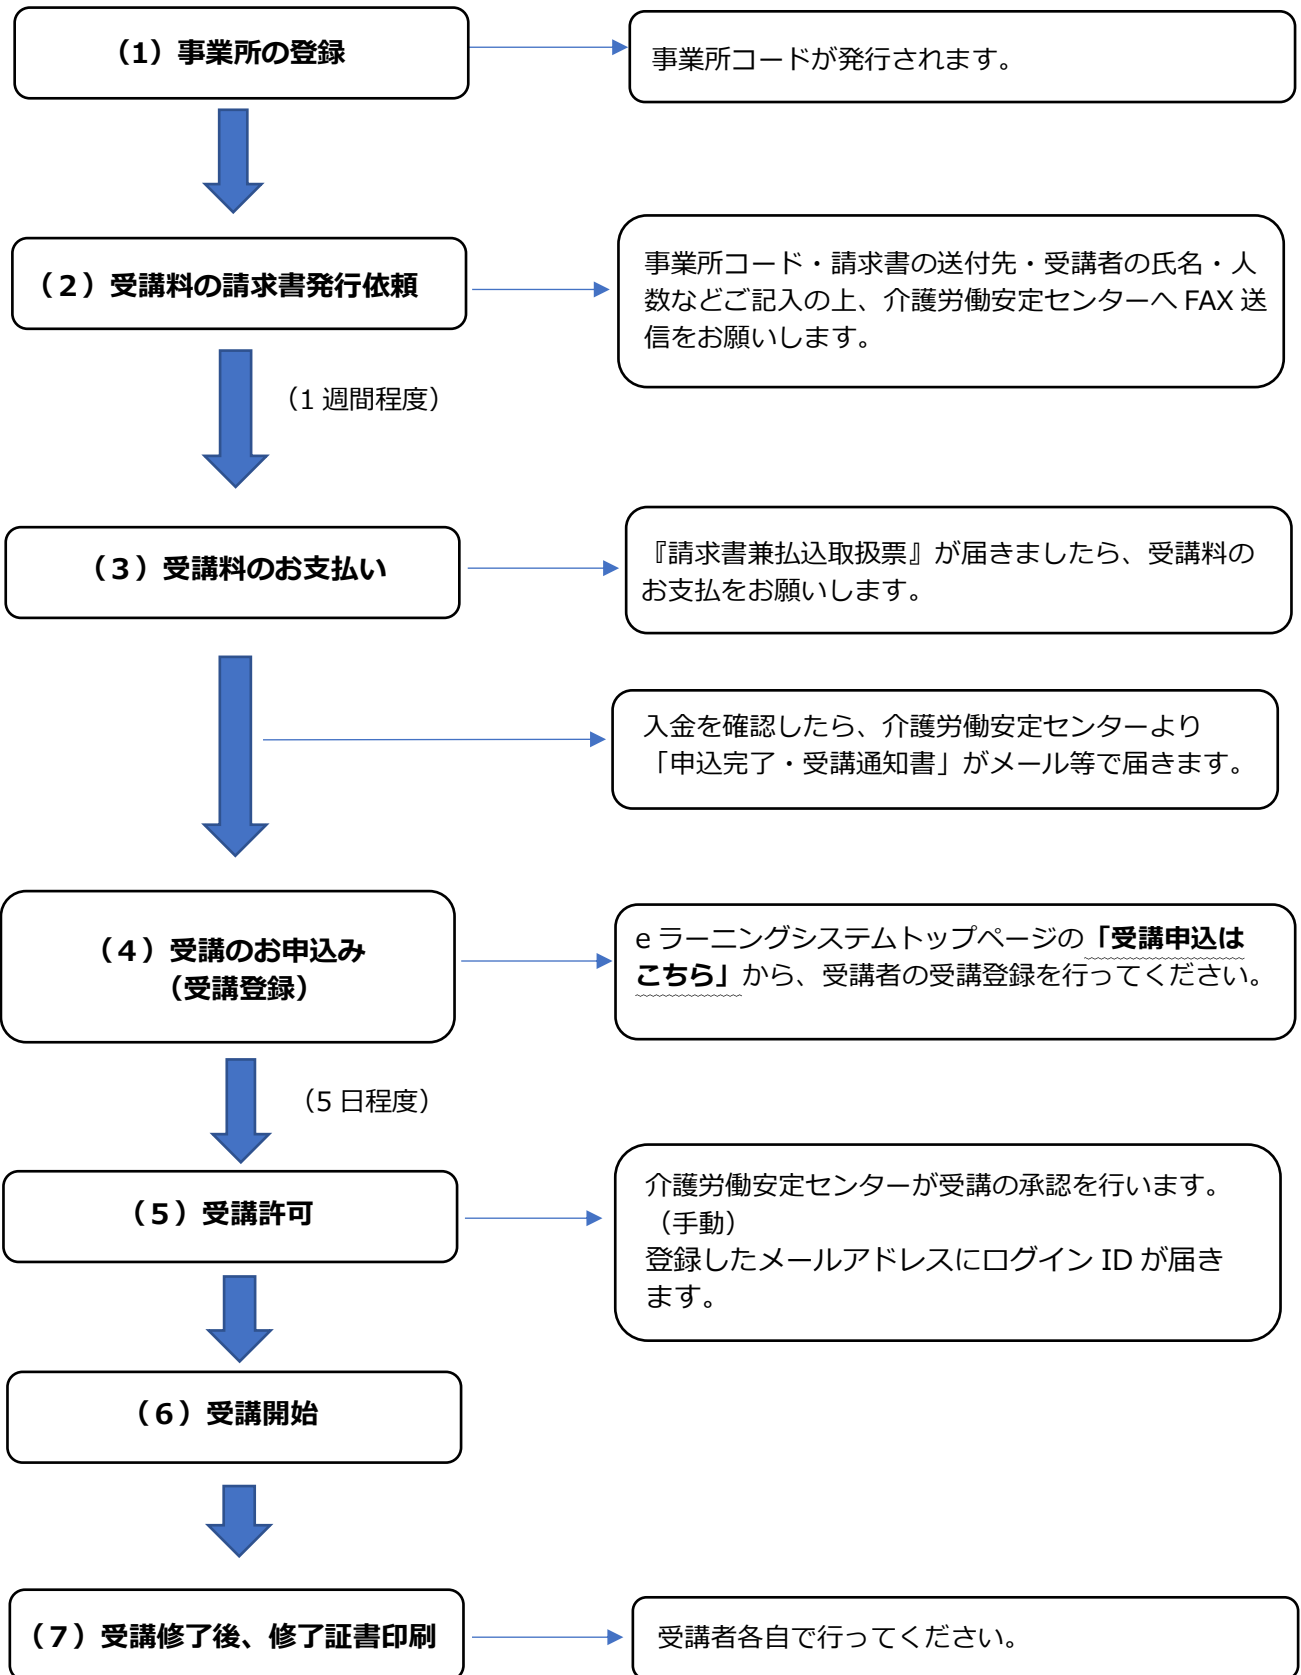 （1）事業所の登録
事業所コードが発行されます。
（２）受講料の請求書発行依頼
事業所コード・請求書の送付先・受講者の氏名・人
数などご記入の上、介護労働安定センターへ FAX 送
信をお願いします。
（1 週間程度）
（３）受講料のお支払い
『請求書兼払込取扱票』が届きましたら、受講料の
お支払をお願いします。
入金を確認したら、介護労働安定センターより
「申込完了・受講通知書」がメール等で届きます。
（４）受講のお申込み
（受講登録）
e ラーニングシステムトップページの「受講申込は
こちら」から、受講者の受講登録を行ってください。
（5 日程度）
（５）受講許可
介護労働安定センターが受講の承認を行います。
（手動）
登録したメールアドレスにログイン ID が届き
ます。
（６）受講開始
（７）受講修了後、修了証書印刷
受講者各自で行ってください。